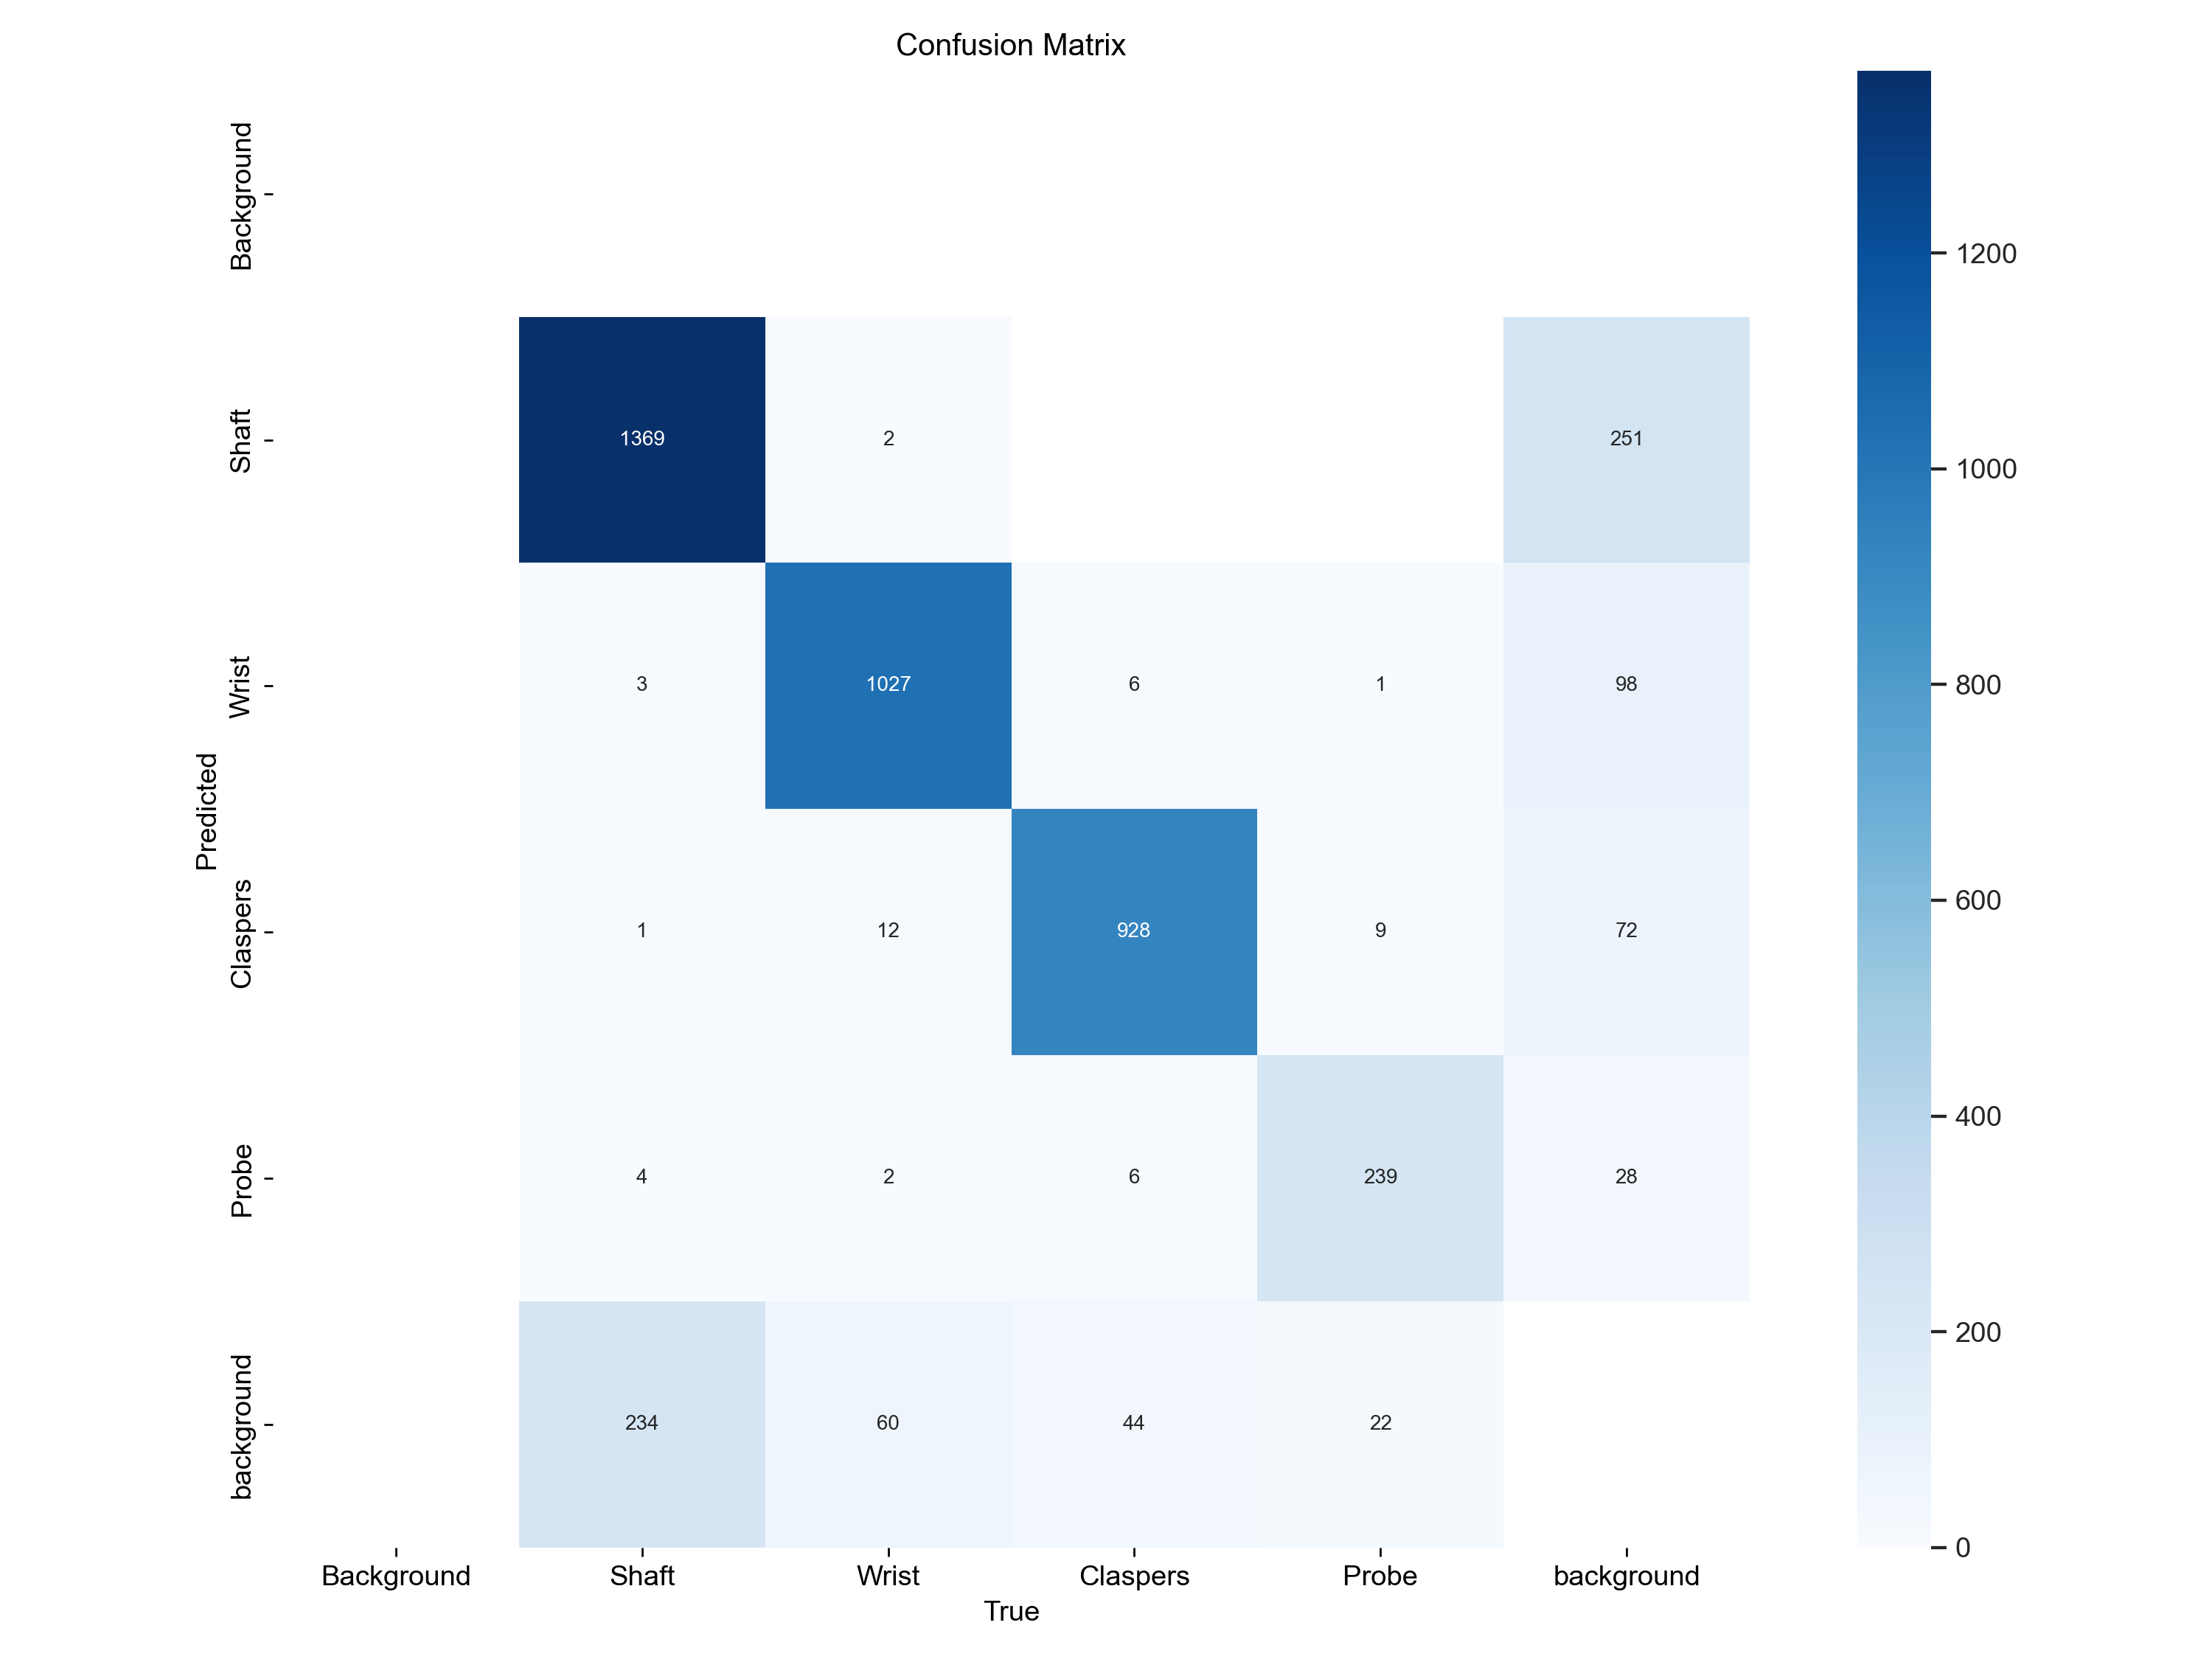 Confusion Matrix
Background
Shaft
1369 2 251
Wrist
3 1027 6 1 98
Predicted
Claspers
1 12 928 9 72
Probe
4 2 6 239 28
background
234 60 44 22
Background Shaft Wrist Claspers Probe background
True
1200
1000
800
600
400
200
0